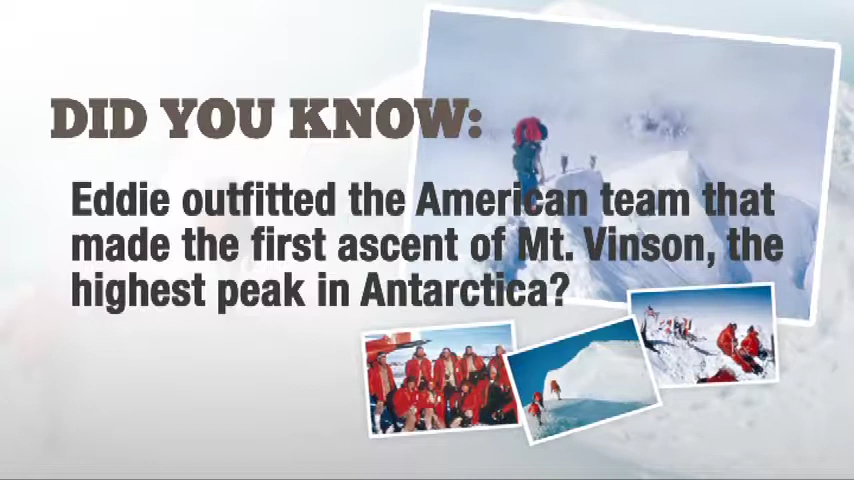 DID YOU KNOW:
Eddie outfitted the American team that
made the first ascent of Mt. Vinson, the
highest peak in Antarctica?